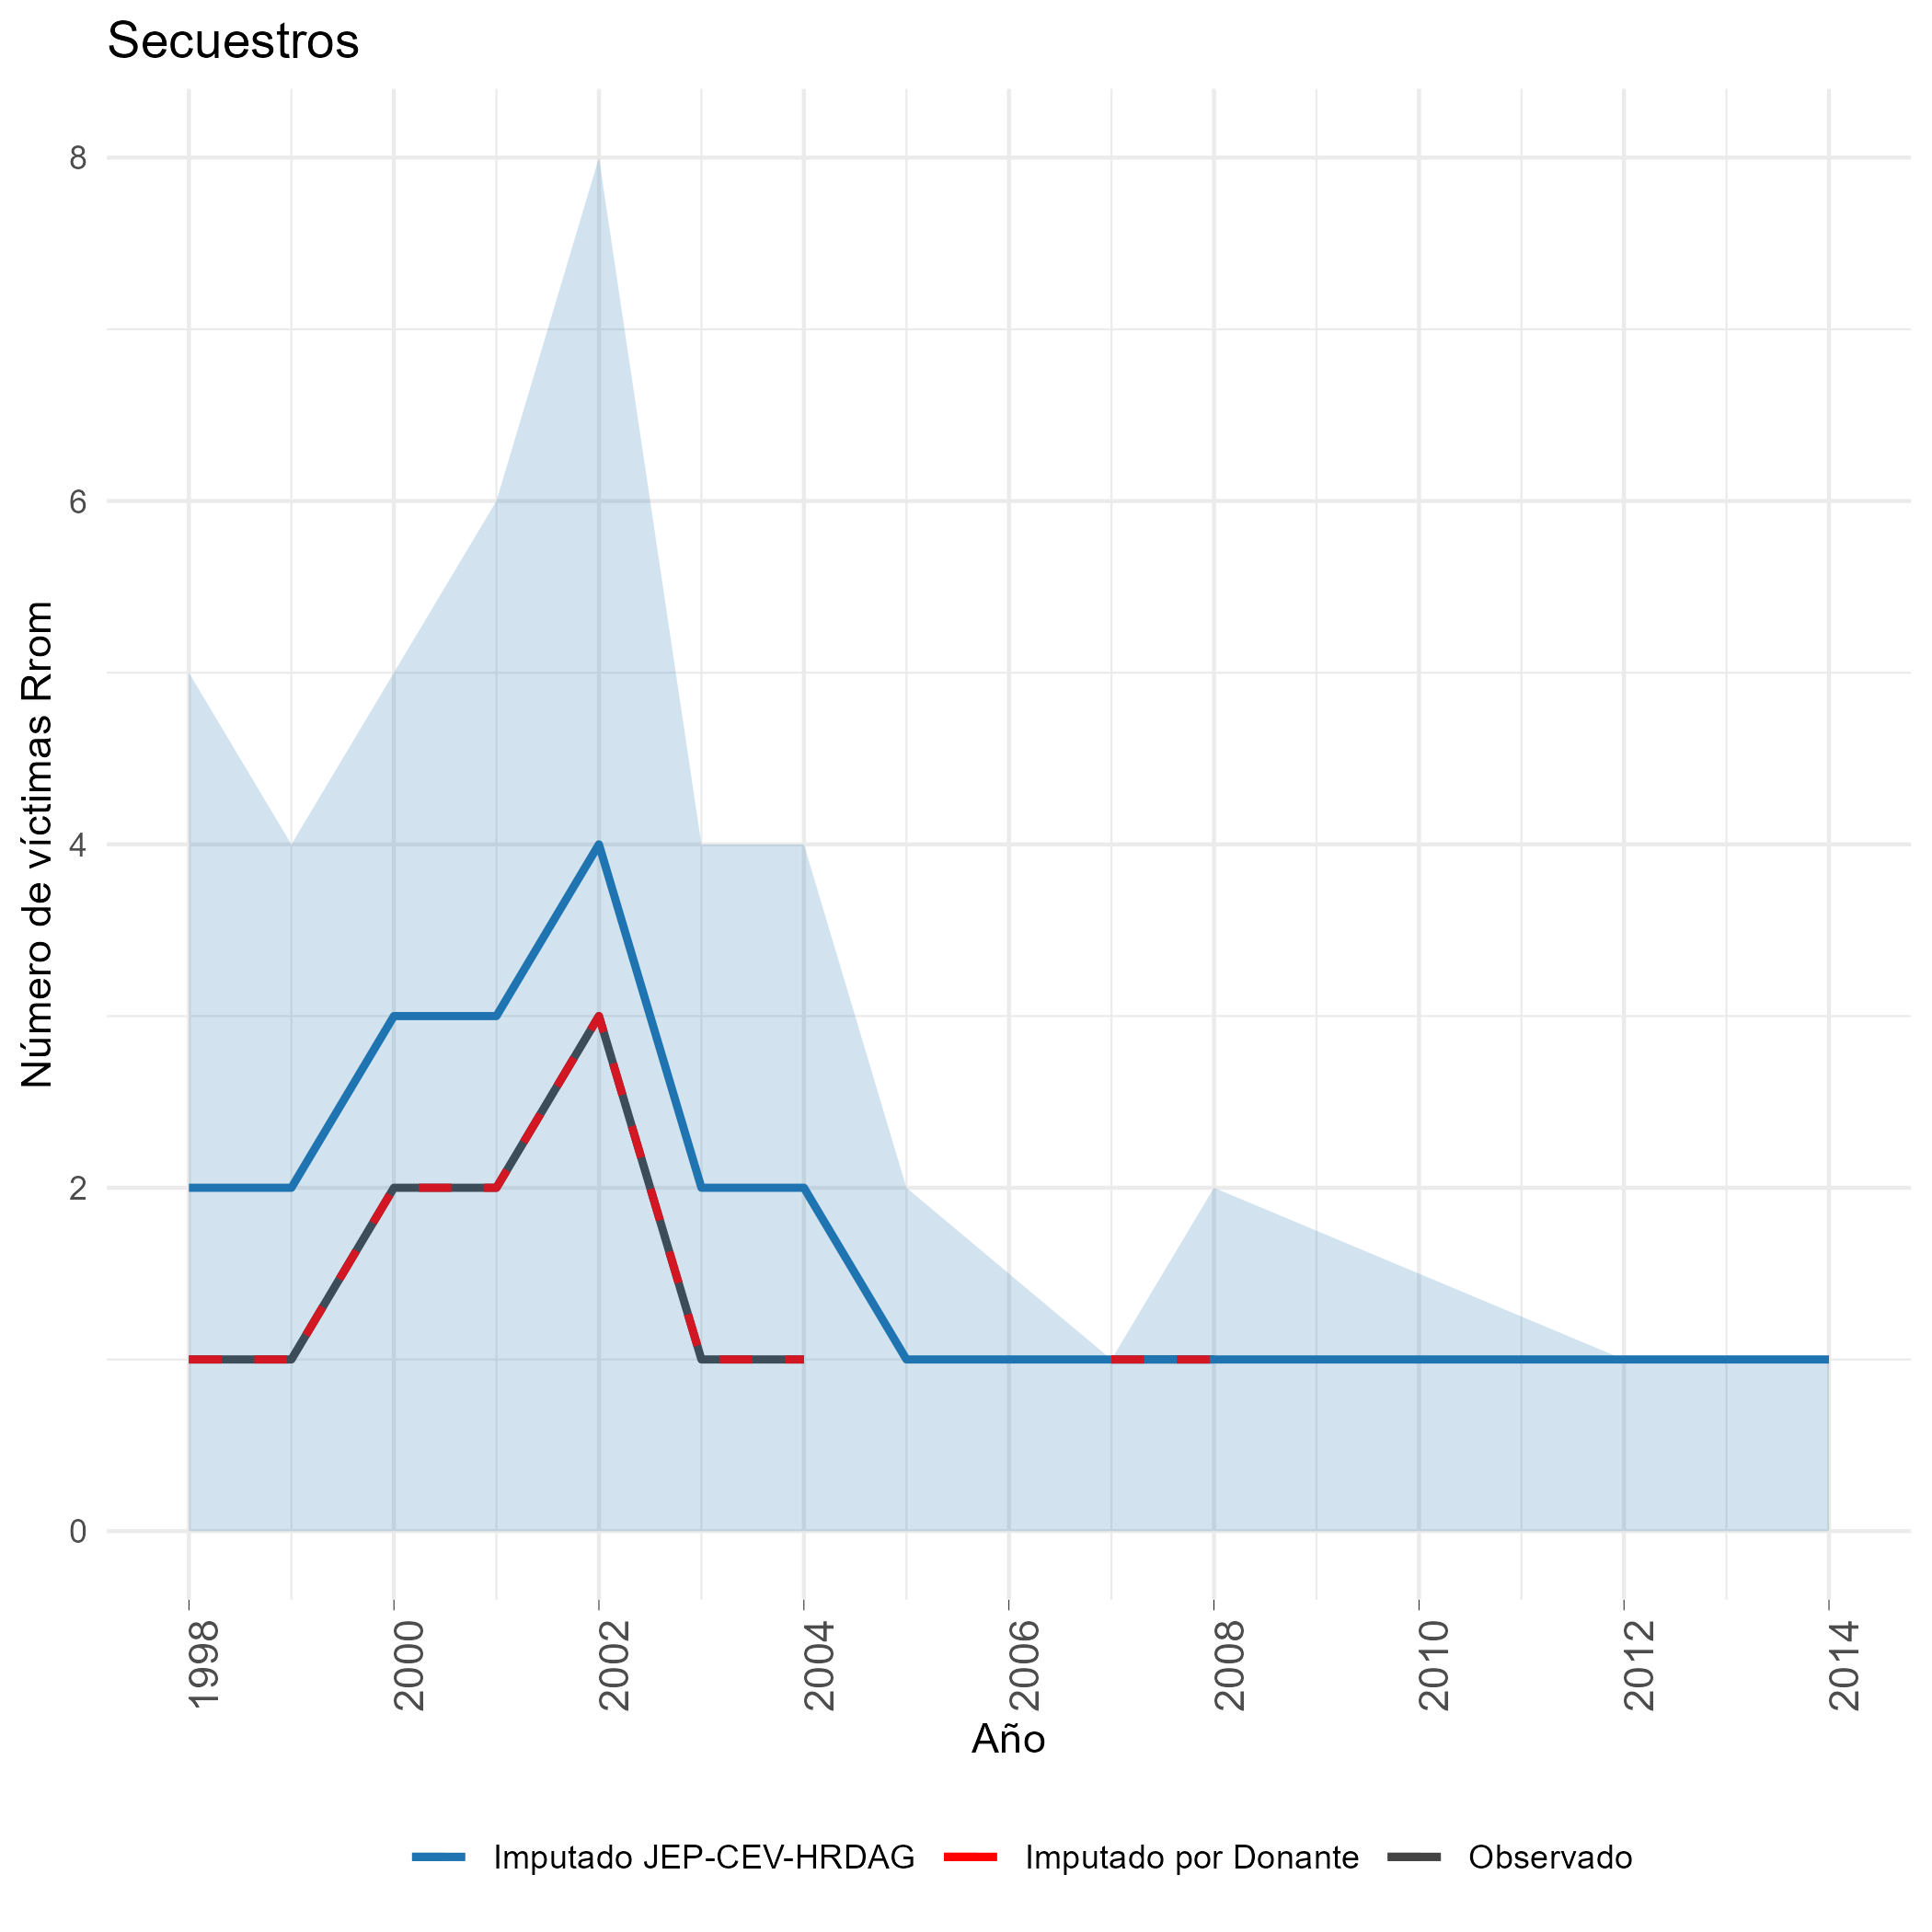 Secuestros
Número de víctimas Rrom
8
6
4
2
0
1998
2000
2002
2004
2006
2008
2010
2012
2014
Año
Imputado JEP-CEV-HRDAG
Imputado por Donante
Observado